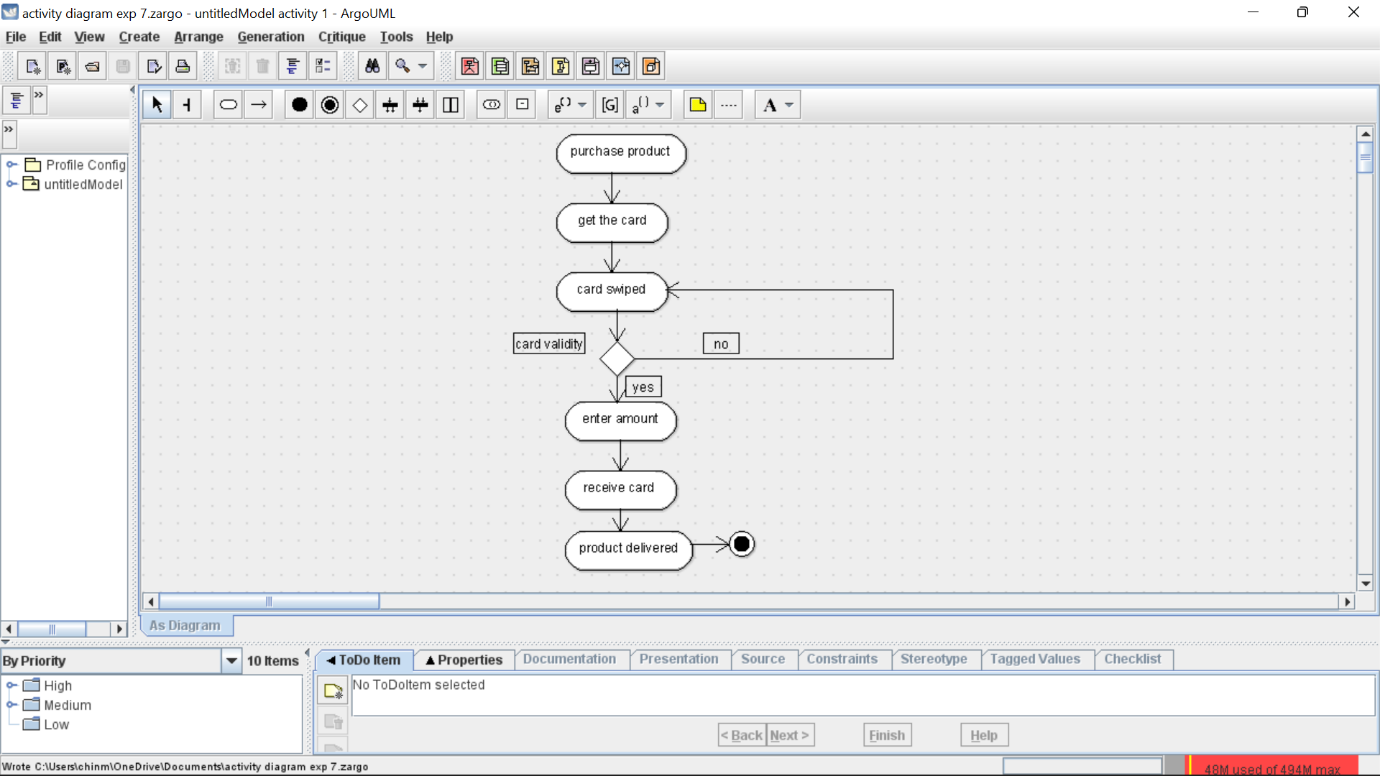 activity diagram exp 7.zargo - untitledModel activity 1 - ArgoUML
File Edit View Create Arrange Generation Critique Tools Help
e() [G] a() A
Profile Config
untitledModel
purchase product
get the card
card swiped
card validity
no
yes
enter amount
receive card
product delivered
As Diagram
By Priority 10 Items
High
Medium
Low
ToDo Item Properties Documentation Presentation Source Constraints Stereotype Tagged Values Checklist
No ToDoItem selected
< Back Next > Finish Help
Wrote C:\Users\chinm\OneDrive\Documents\activity diagram exp 7.zargo
48M used of 494M max